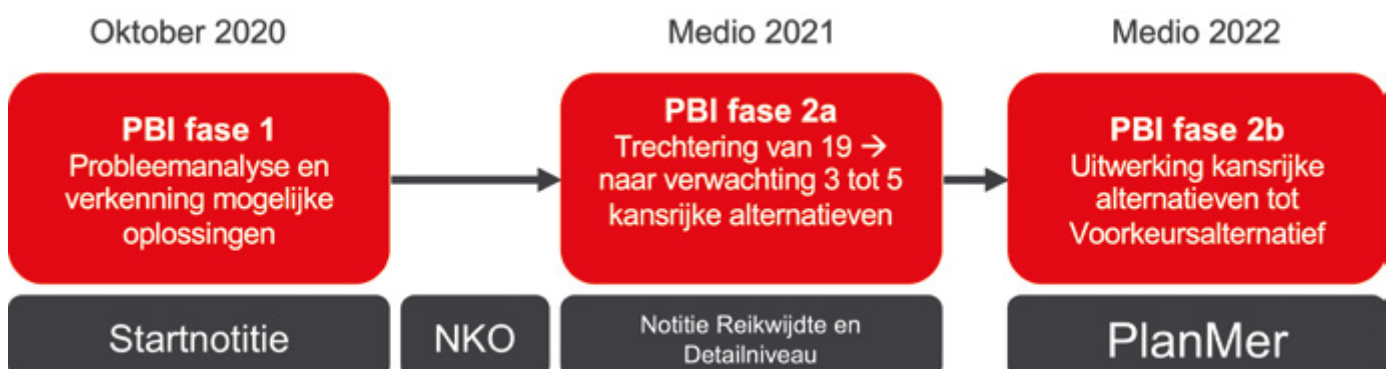 Oktober 2020
Medio 2021
Medio 2022
PBI fase 1
Probleemanalyse en
verkenning mogelijke
oplossingen
PBI fase 2a
Trechtering van 19 →
naar verwachting 3 tot 5
kansrijke alternatieven
PBI fase 2b
Uitwerking kansrijke
alternatieven tot
Voorkeursalternatief
Startnotitie
NKO
Notitie Reikwijdte en
Detailniveau
PlanMer